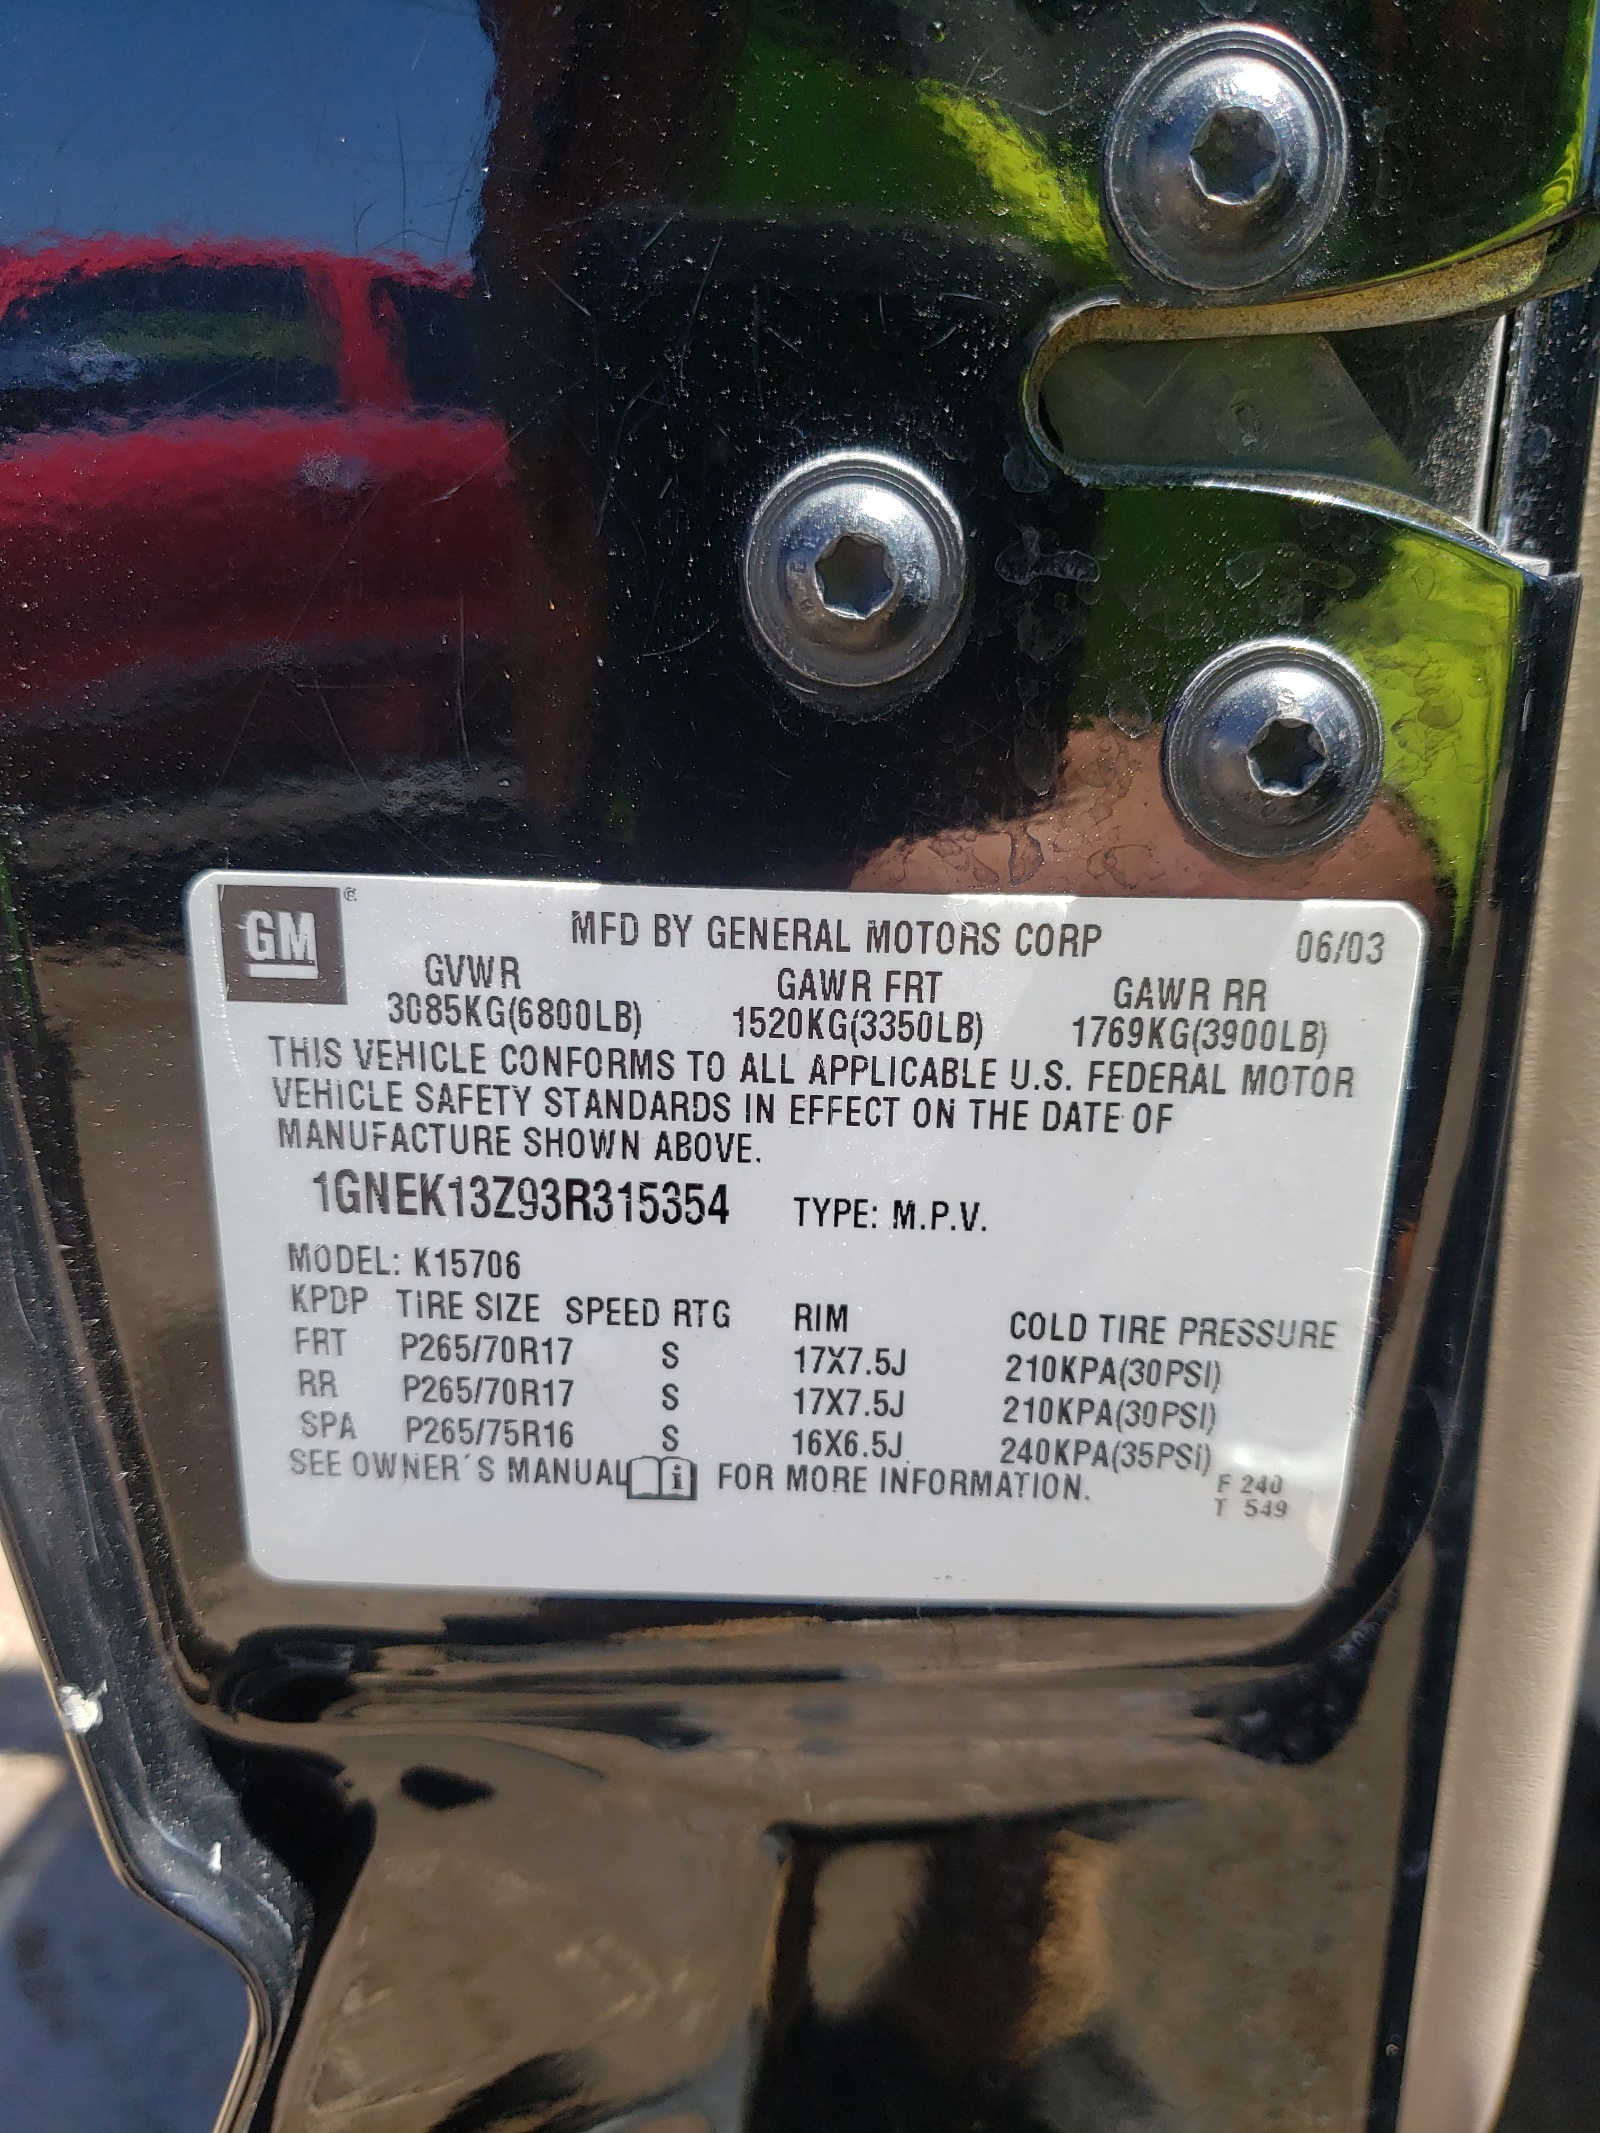 GM ®
MFD BY GENERAL MOTORS CORP 06/03
GVWR GAWR FRT GAWR RR
3085KG(6800LB) 1520KG(3350LB) 1769KG(3900LB)
THIS VEHICLE CONFORMS TO ALL APPLICABLE U.S. FEDERAL MOTOR
VEHICLE SAFETY STANDARDS IN EFFECT ON THE DATE OF
MANUFACTURE SHOWN ABOVE.
1GNEK13Z93R315354 TYPE: M.P.V.
MODEL: K15706
KPDP TIRE SIZE SPEED RTG RIM COLD TIRE PRESSURE
FRT P265/70R17 S 17X7.5J 210KPA(30PSI)
RR P265/70R17 S 17X7.5J 210KPA(30PSI)
SPA P265/75R16 S 16X6.5J 240KPA(35PSI)
SEE OWNER'S MANUAL i FOR MORE INFORMATION.
F 240
T 549